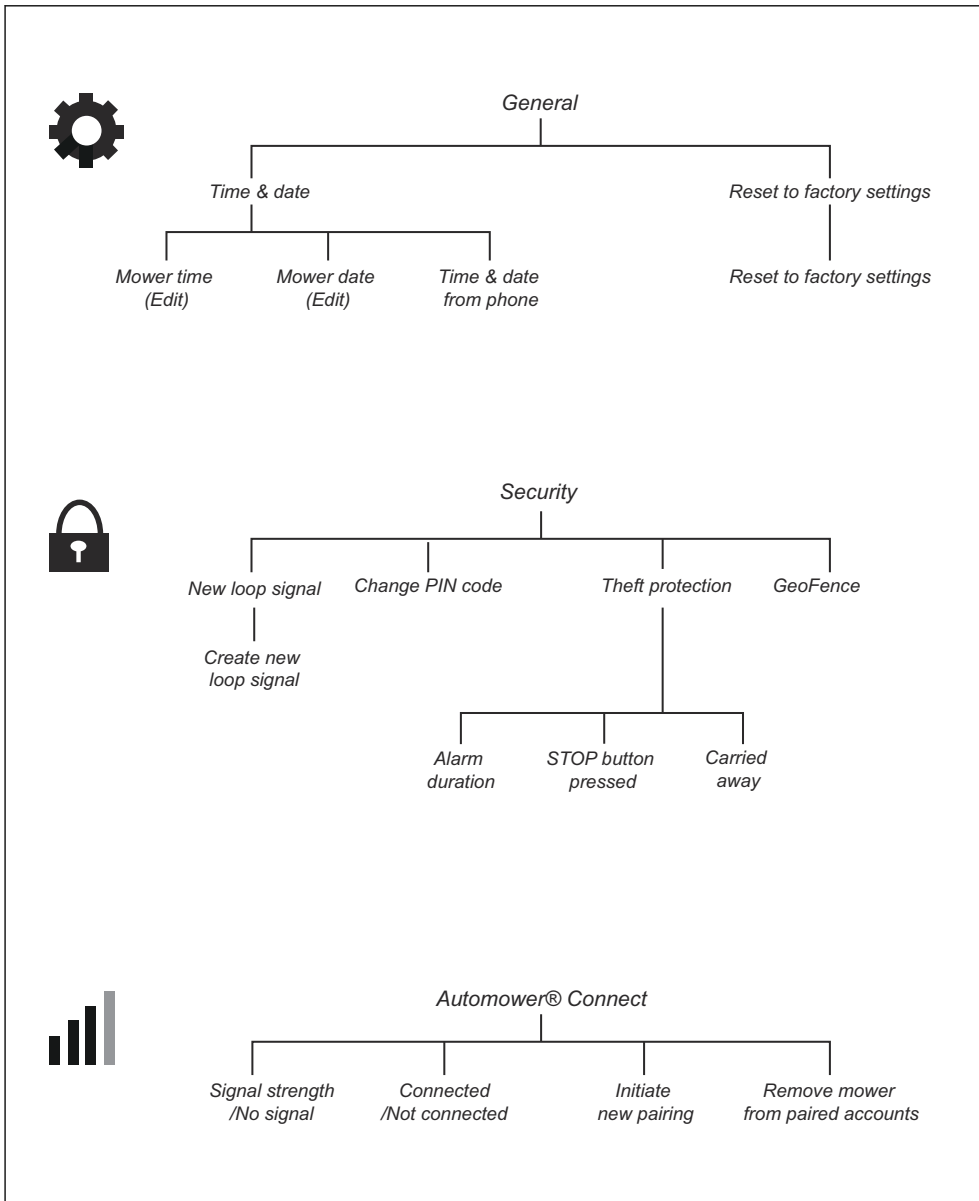 General
Time & date
Reset to factory settings
Mower time
(Edit)
Mower date
(Edit)
Time & date
from phone
Reset to factory settings
Security
New loop signal
Change PIN code
Theft protection
GeoFence
Create new
loop signal
Alarm
duration
STOP button
pressed
Carried
away
Automower® Connect
Signal strength
/No signal
Connected
/Not connected
Initiate
new pairing
Remove mower
from paired accounts